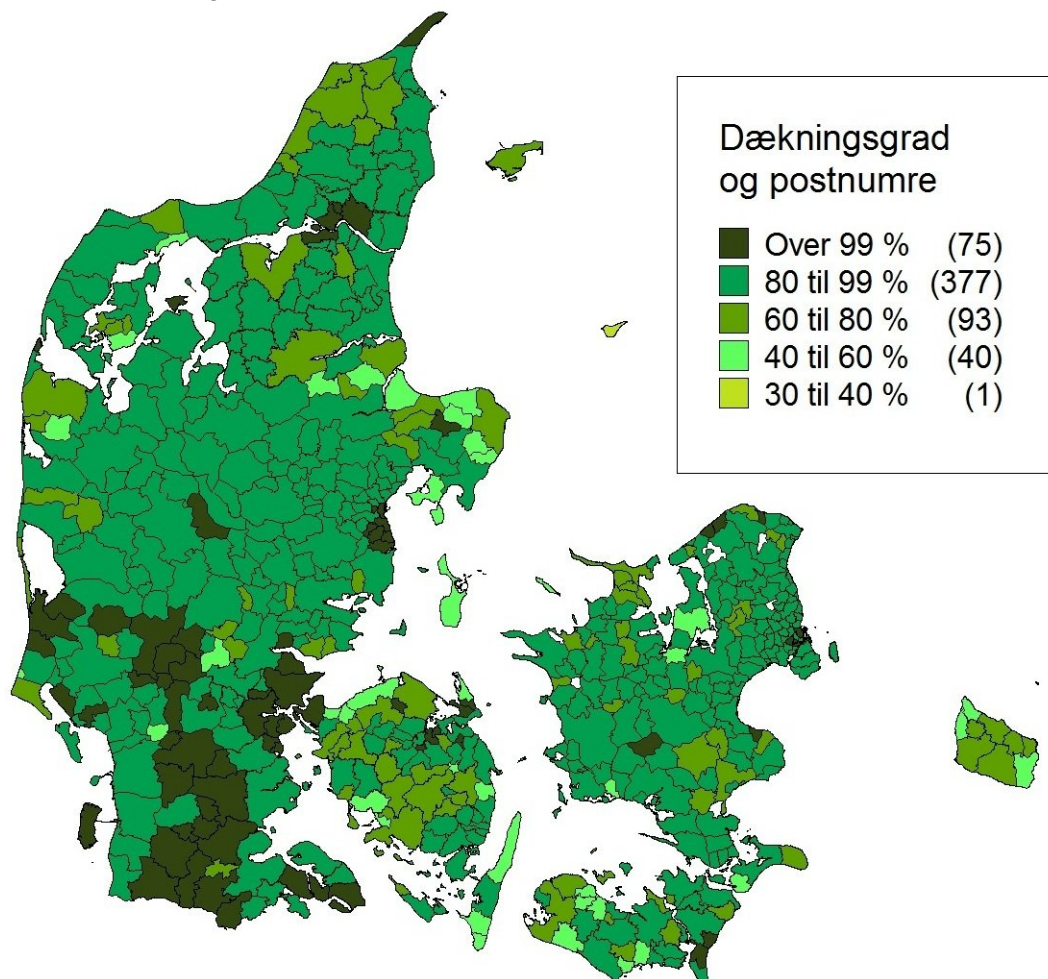 Dækningsgrad
og postnumre
Over 99 % (75)
80 til 99 % (377)
60 til 80 % (93)
40 til 60 % (40)
30 til 40 % (1)